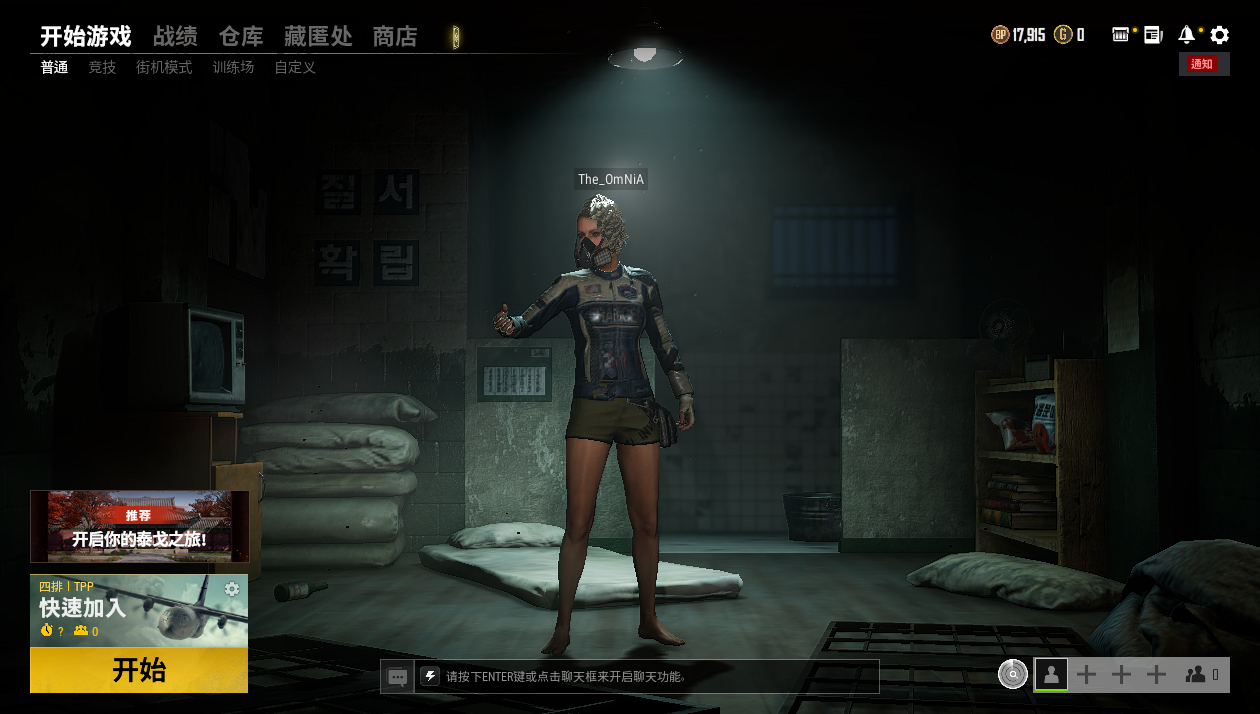 开始游戏 战绩 仓库 藏匿处 商店
BP 17,915 G 0
普通 竞技 街机模式 训练场 自定义
通知
The_OmNiA
질서
확립
推荐
开启你的泰戈之旅!
四排 | TPP
快速加入
? 0
开始
请按下ENTER键或点击聊天框来开启聊天功能。
0